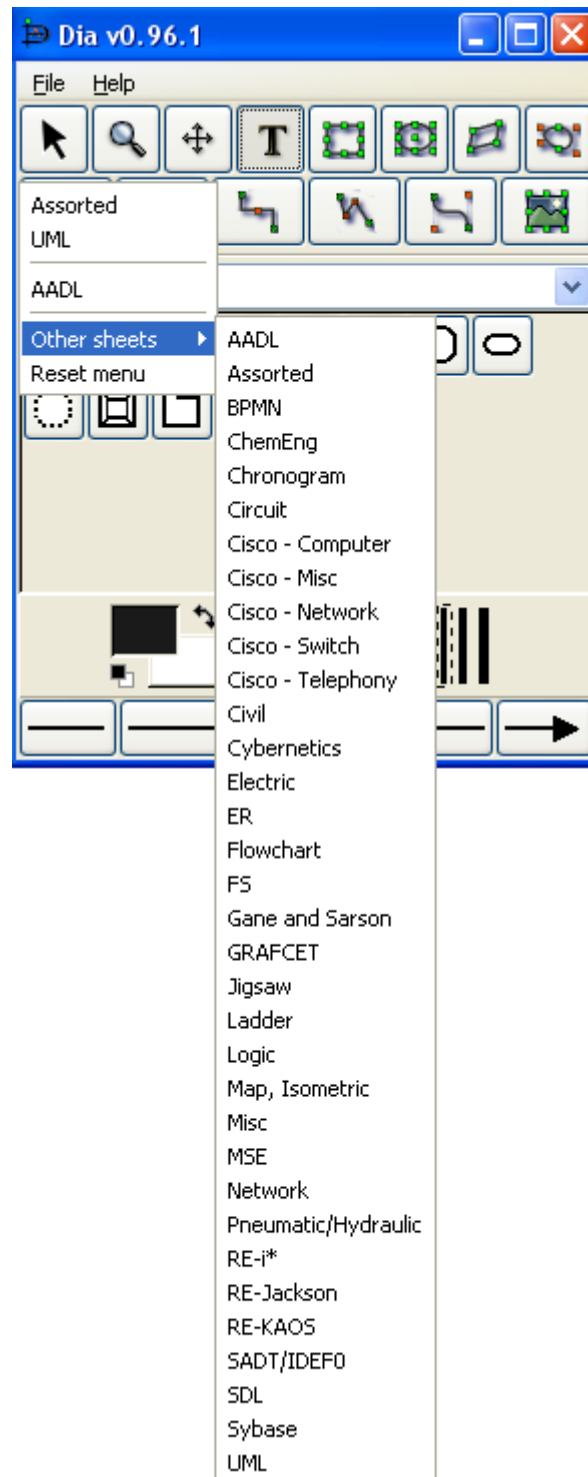 Dia v0.96.1
File Help
T
Assorted
UML
AADL
Other sheets
Reset menu
AADL
Assorted
BPMN
ChemEng
Chronogram
Circuit
Cisco - Computer
Cisco - Misc
Cisco - Network
Cisco - Switch
Cisco - Telephony
Civil
Cybernetics
Electric
ER
Flowchart
FS
Gane and Sarson
GRAFCET
Jigsaw
Ladder
Logic
Map, Isometric
Misc
MSE
Network
Pneumatic/Hydraulic
RE-i*
RE-Jackson
RE-KAOS
SADT/IDEF0
SDL
Sybase
UML